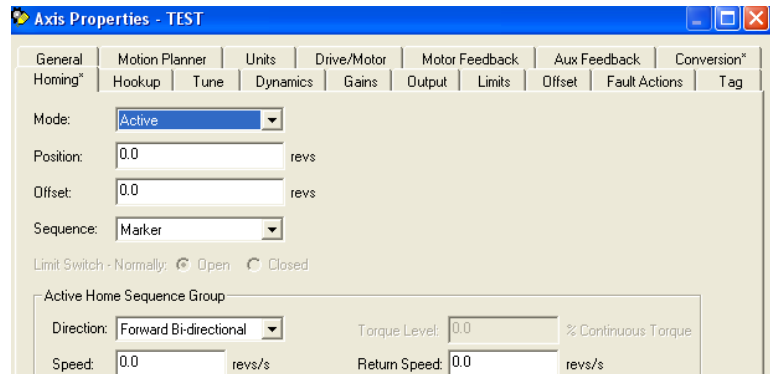 Axis Properties - TEST
General Motion Planner Units Drive/Motor Motor Feedback Aux Feedback Conversion*
Homing* Hookup Tune Dynamics Gains Output Limits Offset Fault Actions Tag
Mode: Active
Position: 0.0 revs
Offset: 0.0 revs
Sequence: Marker
Limit Switch - Normally: Open Closed
Active Home Sequence Group
Direction: Forward Bi-directional Torque Level: 0.0 % Continuous Torque
Speed: 0.0 revs/s Return Speed: 0.0 revs/s